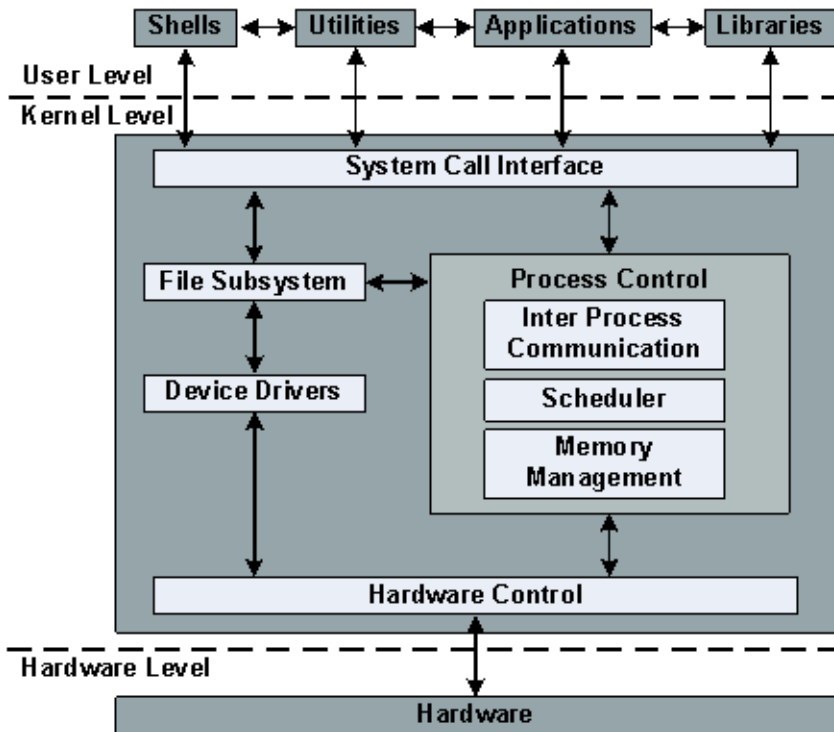 Shells
Utilities
Applications
Libraries
User Level
Kernel Level
System Call Interface
File Subsystem
Process Control
Inter Process
Communication
Device Drivers
Scheduler
Memory
Management
Hardware Control
Hardware Level
Hardware